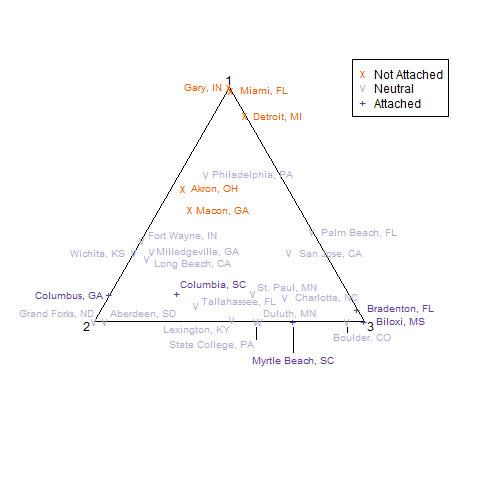 1
Gary, IN
Miami, FL
Not Attached
Neutral
Attached
Detroit, MI
Philadelphia, PA
Akron, OH
Macon, GA
Fort Wayne, IN
Palm Beach, FL
Wichita, KS
Milledgeville, GA
San Jose, CA
Long Beach, CA
Columbia, SC
St. Paul, MN
Columbus, GA
Tallahassee, FL
Charlotte, NC
Grand Forks, ND
Aberdeen, SD
Duluth, MN
Bradenton, FL
2
Lexington, KY
3
Biloxi, MS
State College, PA
Boulder, CO
Myrtle Beach, SC